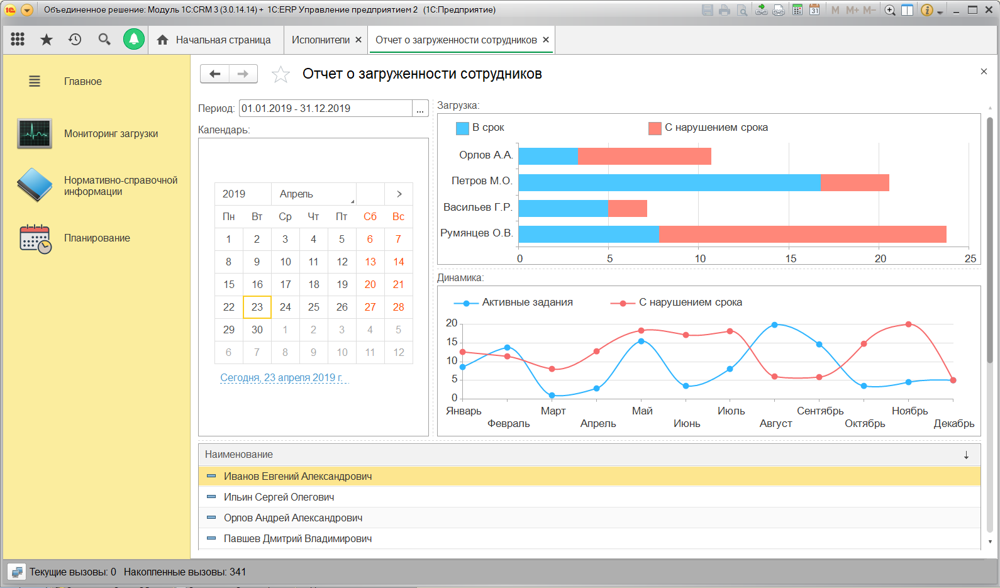 Объединенное решение: Модуль 1С:CRM 3 (3.0.14.14) + 1С:ERP Управление предприятием 2 (1С:Предприятие)
31 M M+ M-
Начальная страница
Исполнители
Отчет о загруженности сотрудников
Главное
Мониторинг загрузки
Нормативно-справочной
информации
Планирование
Отчет о загруженности сотрудников
Период: 01.01.2019 - 31.12.2019 ...
Календарь:
2019 Апрель >
Пн Вт Ср Чт Пт Сб Вс
1 2 3 4 5 6 7
8 9 10 11 12 13 14
15 16 17 18 19 20 21
22 23 24 25 26 27 28
29 30 1 2 3 4 5
6 7 8 9 10 11 12
Сегодня, 23 апреля 2019 г.
Загрузка:
В срок С нарушением срока
Орлов А.А.
Петров М.О.
Васильев Г.Р.
Румянцев О.В.
0 5 10 15 20 25
Динамика:
Активные задания С нарушением срока
20
15
10
5
0
Январь Февраль Март Апрель Май Июнь Июль Август Сентябрь Октябрь Ноябрь Декабрь
Наименование
Иванов Евгений Александрович
Ильин Сергей Олегович
Орлов Андрей Александрович
Павшев Дмитрий Владимирович
Текущие вызовы: 0 Накопленные вызовы: 341